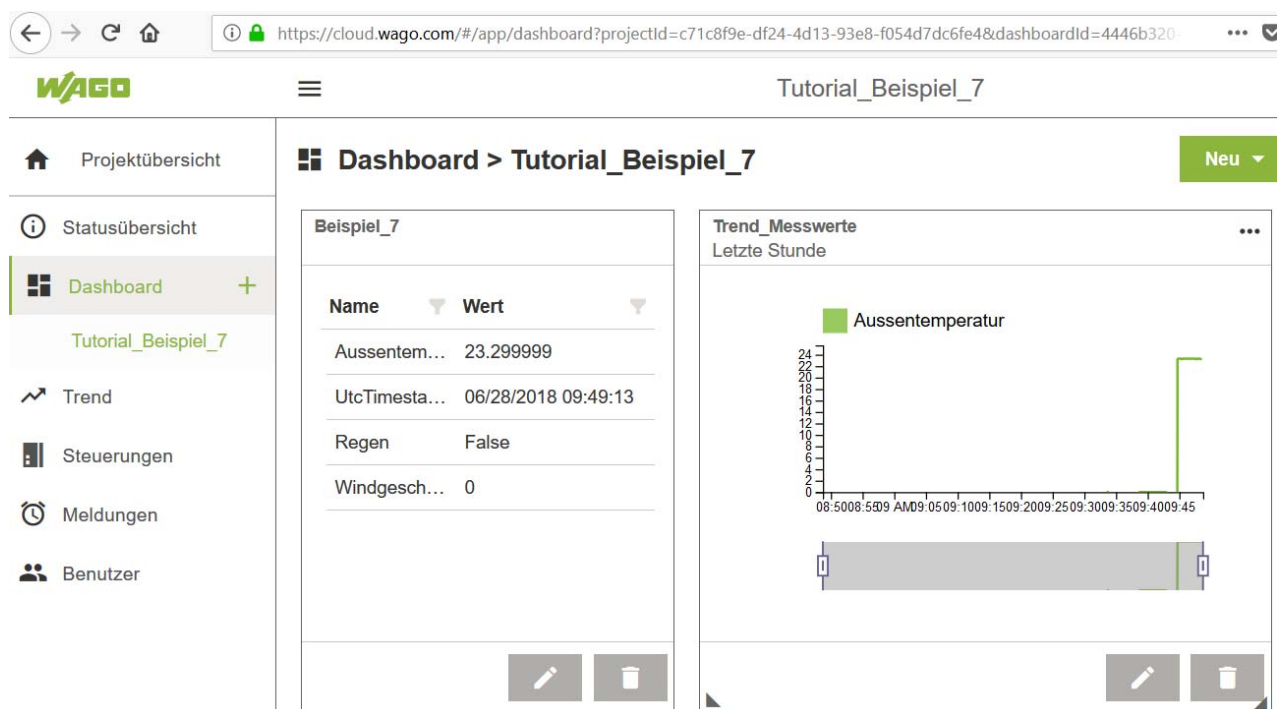 https://cloud.wago.com/#/app/dashboard?projectId=c71c8f9e-df24-4d13-93e8-f054d7dc6fe4&dashboardId=4446b320-
WAGO
Tutorial_Beispiel_7
Projektübersicht
Statusübersicht
Dashboard +
Tutorial_Beispiel_7
Trend
Steuerungen
Meldungen
Benutzer
Dashboard > Tutorial_Beispiel_7
Neu
Beispiel_7
Name Wert
Aussentem... 23.299999
UtcTimesta... 06/28/2018 09:49:13
Regen False
Windgesch... 0
Trend_Messwerte
Letzte Stunde
Aussentemperatur
24
22
20
18
16
14
12
10
8
6
4
2
0
08:50 08:55 09 AM 09:05 09:10 09:15 09:20 09:25 09:30 09:35 09:40 09:45